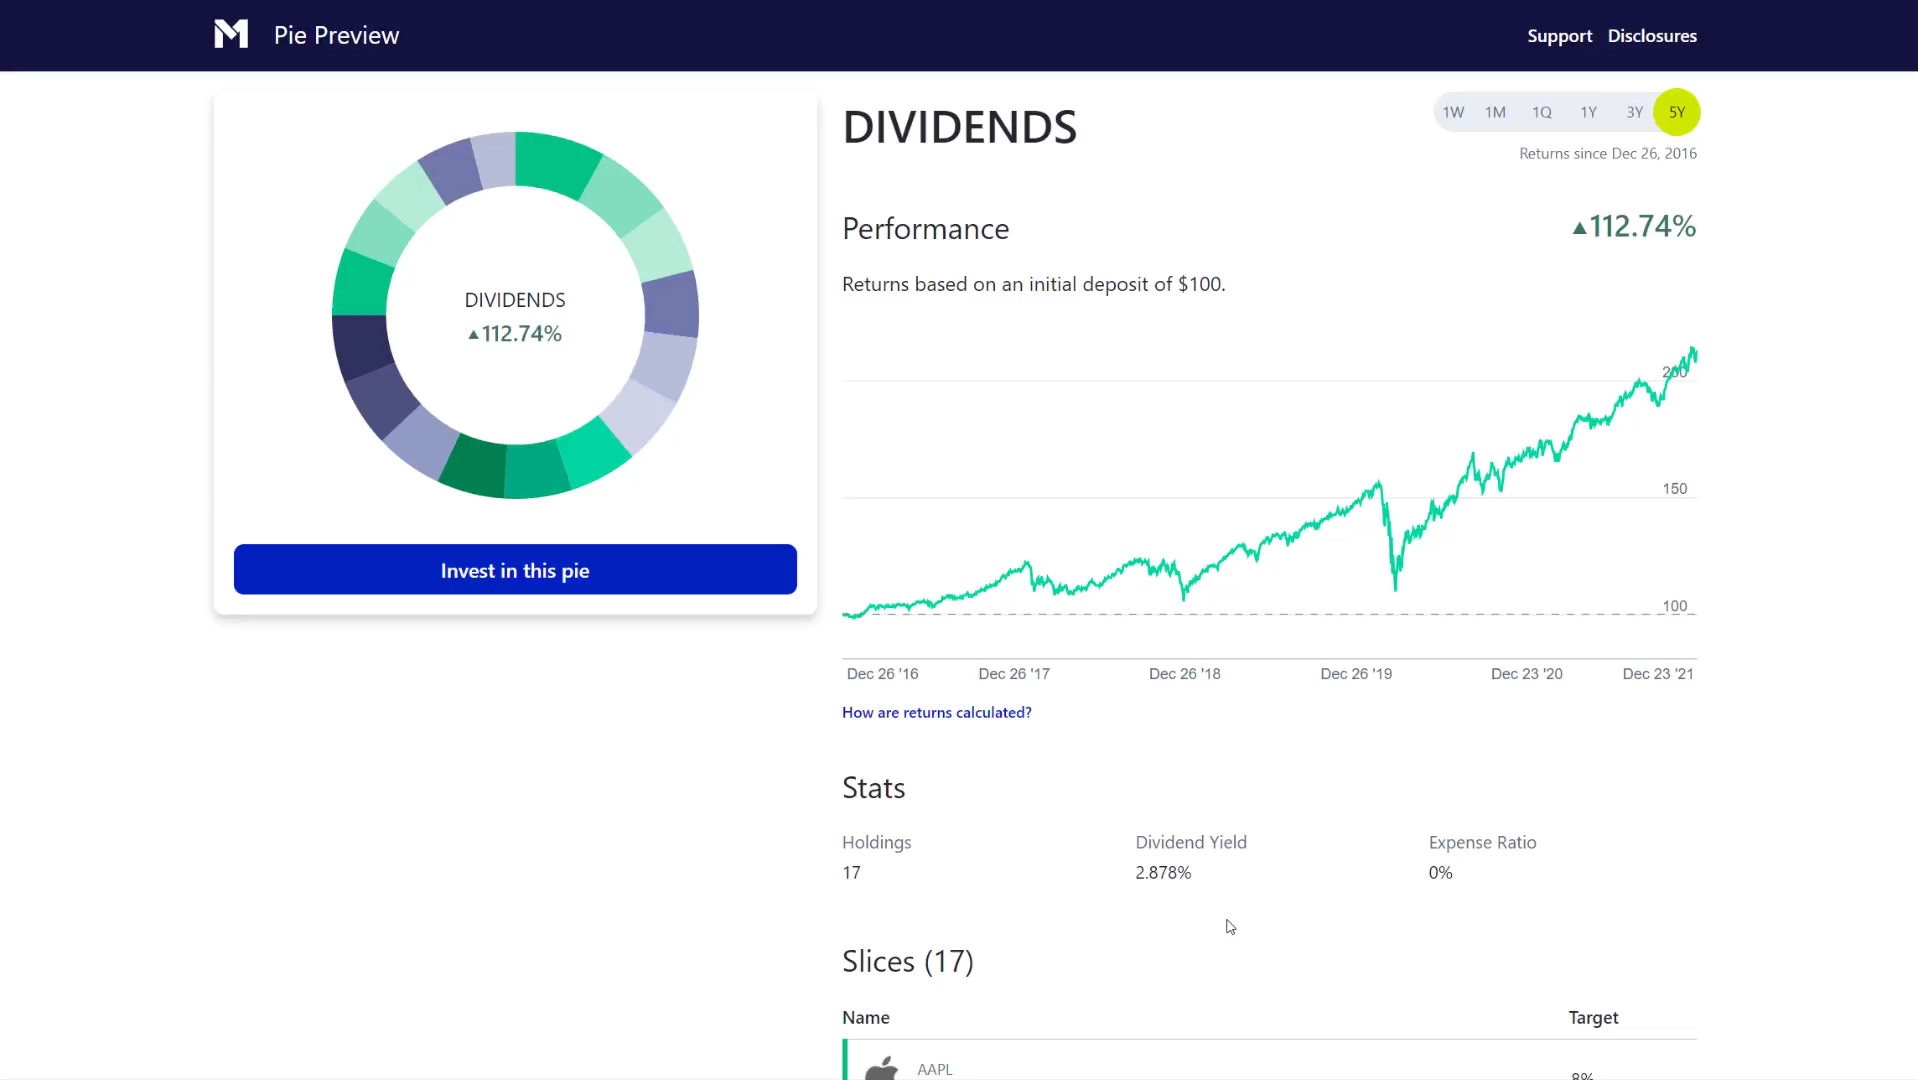 Pie Preview
Support Disclosures
DIVIDENDS
▲112.74%
Invest in this pie
DIVIDENDS
1W 1M 1Q 1Y 3Y 5Y
Returns since Dec 26, 2016
Performance
▲112.74%
Returns based on an initial deposit of $100.
200
150
100
Dec 26 '16 Dec 26 '17 Dec 26 '18 Dec 26 '19 Dec 23 '20 Dec 23 '21
How are returns calculated?
Stats
Holdings Dividend Yield Expense Ratio
17 2.878% 0%
Slices (17)
Name Target
AAPL
8%